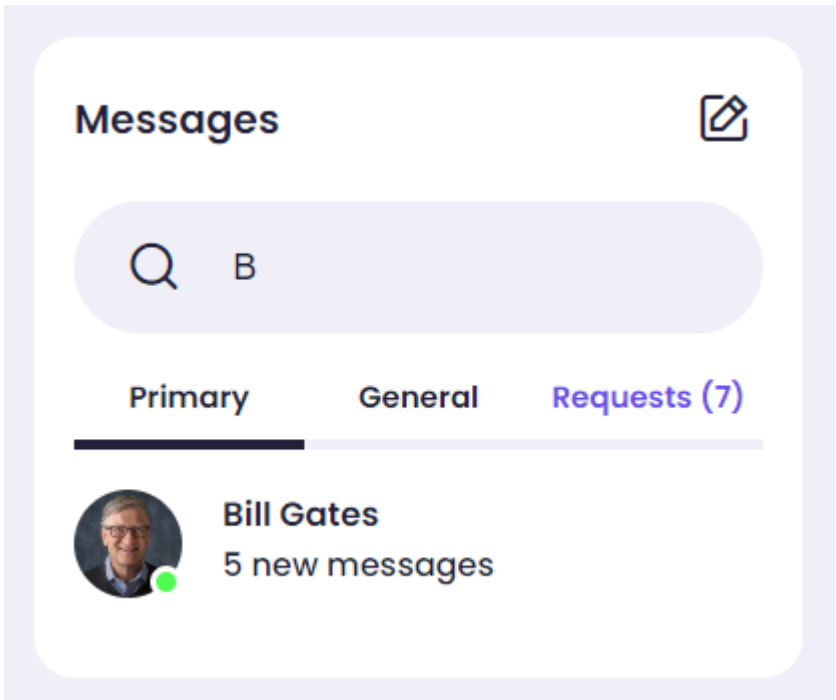 Messages
B
Primary General Requests (7)
Bill Gates
5 new messages